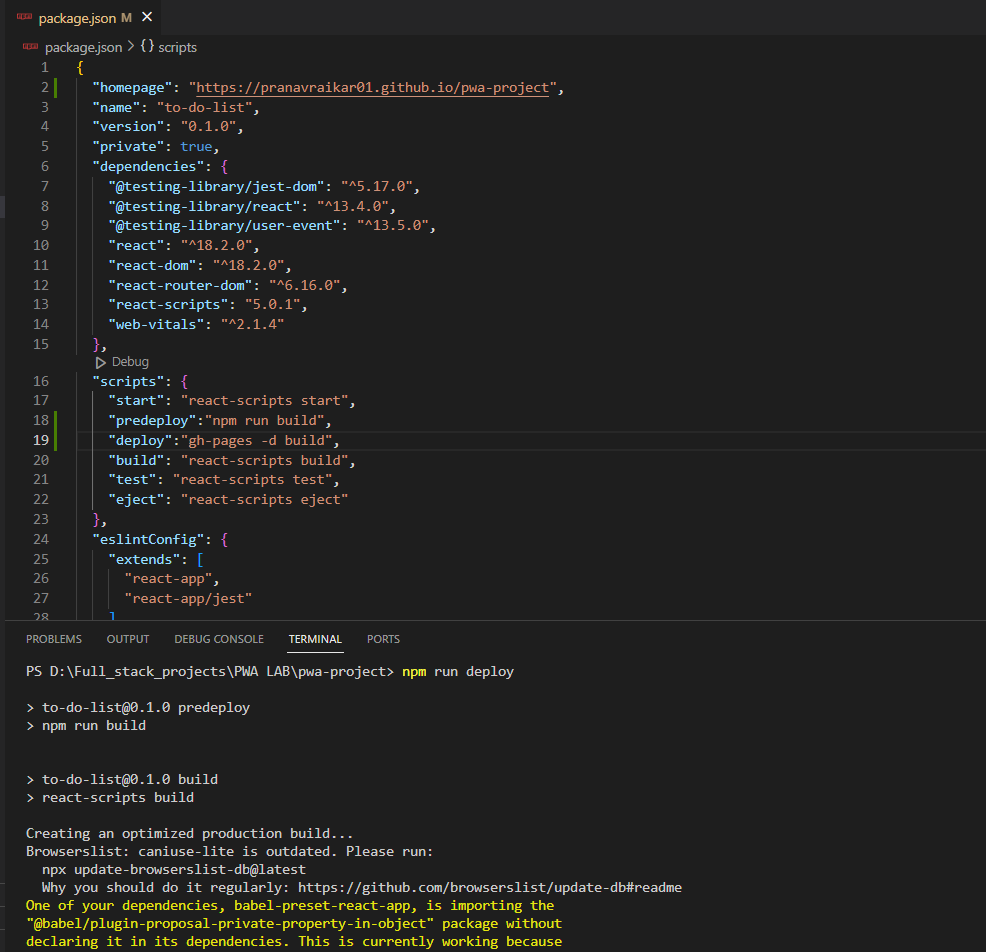 package.json M ×
package.json > {} scripts
1 {
2 "homepage": "https://pranavraikar01.github.io/pwa-project",
3 "name": "to-do-list",
4 "version": "0.1.0",
5 "private": true,
6 "dependencies": {
7 "@testing-library/jest-dom": "^5.17.0",
8 "@testing-library/react": "^13.4.0",
9 "@testing-library/user-event": "^13.5.0",
10 "react": "^18.2.0",
11 "react-dom": "^18.2.0",
12 "react-router-dom": "^6.16.0",
13 "react-scripts": "5.0.1",
14 "web-vitals": "^2.1.4"
15 },
Debug
16 "scripts": {
17 "start": "react-scripts start",
18 "predeploy":"npm run build",
19 "deploy":"gh-pages -d build",
20 "build": "react-scripts build",
21 "test": "react-scripts test",
22 "eject": "react-scripts eject"
23 },
24 "eslintConfig": {
25 "extends": [
26 "react-app",
27 "react-app/jest"
28 ]
PROBLEMS OUTPUT DEBUG CONSOLE TERMINAL PORTS
PS D:\Full_stack_projects\PWA LAB\pwa-project> npm run deploy
> to-do-list@0.1.0 predeploy
> npm run build
> to-do-list@0.1.0 build
> react-scripts build
Creating an optimized production build...
Browserslist: caniuse-lite is outdated. Please run:
npx update-browserslist-db@latest
Why you should do it regularly: https://github.com/browserslist/update-db#readme
One of your dependencies, babel-preset-react-app, is importing the
"@babel/plugin-proposal-private-property-in-object" package without
declaring it in its dependencies. This is currently working because